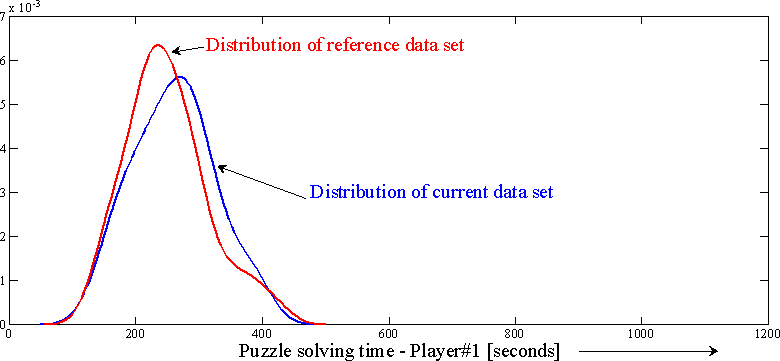 7 x 10⁻³
Distribution of reference data set
6
5
4
Distribution of current data set
3
2
1
0
0 200 400 600 800 1000 1200
Puzzle solving time - Player#1 [seconds]